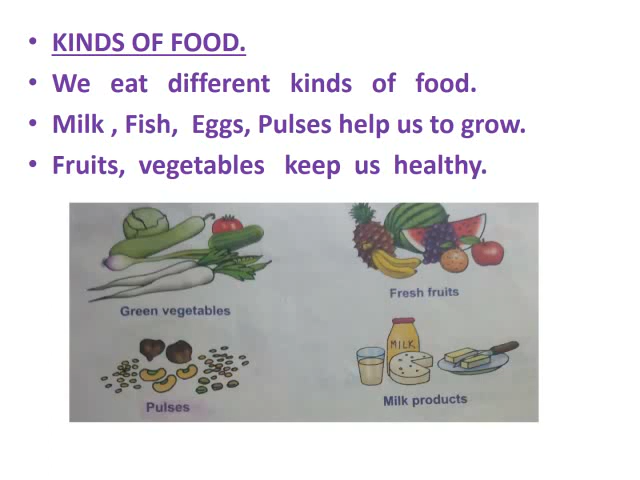 • KINDS OF FOOD.
• We eat different kinds of food.
• Milk , Fish, Eggs, Pulses help us to grow.
• Fruits, vegetables keep us healthy.
Green vegetables
Fresh fruits
MILK
Pulses
Milk products